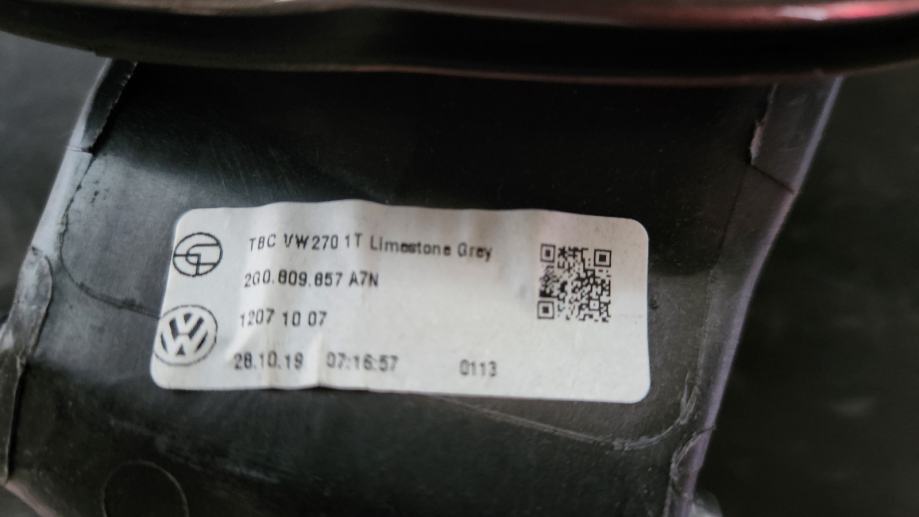 TBC VW270 1T Limestone Grey
2G0.809.857 A7N
1207 10 07
28.10.19 07:16:57 0113